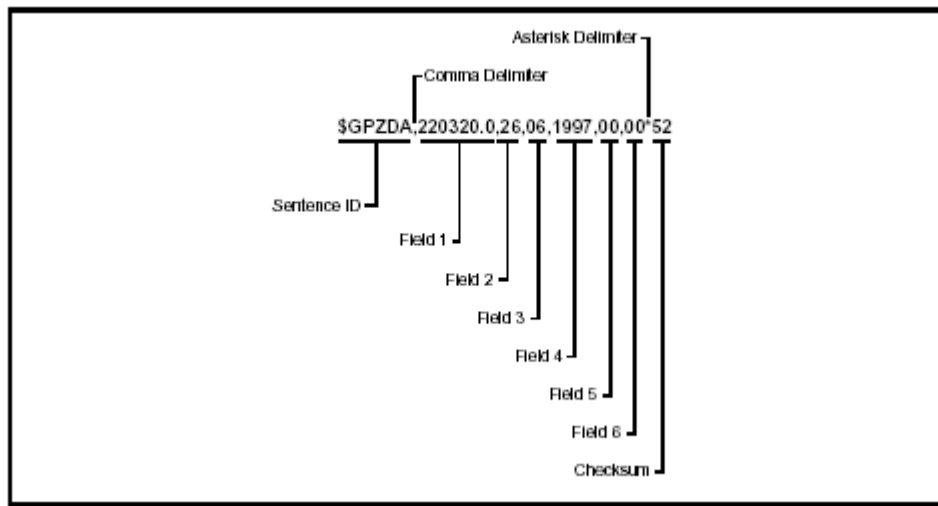 Asterisk Delimiter
Comma Delimiter
$GPZDA,220320.0,26,06,1997,00,00*52
Sentence ID
Field 1
Field 2
Field 3
Field 4
Field 5
Field 6
Checksum